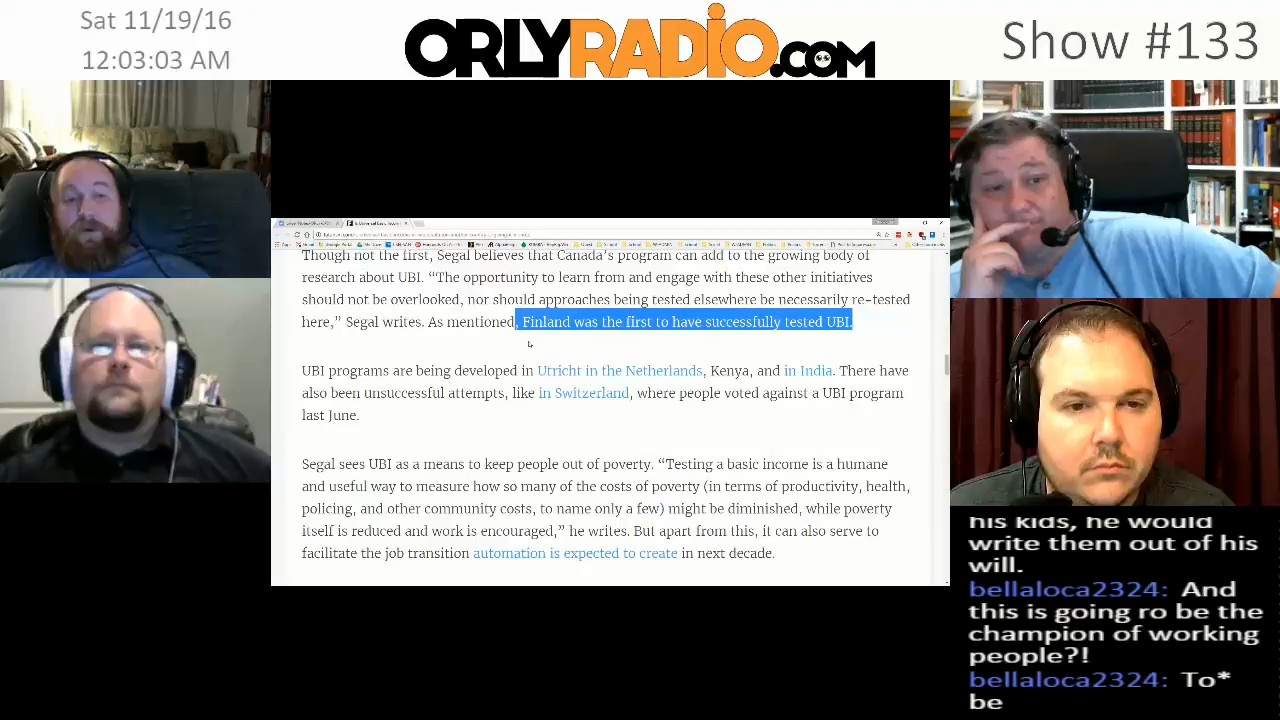 Sat 11/19/16
12:03:03 AM
ORLYRADIO.COM
Show #133
Though not the first, Segal believes that Canada's program can add to the growing body of
research about UBI. “The opportunity to learn from and engage with these other initiatives
should not be overlooked, nor should approaches being tested elsewhere be necessarily re-tested
here,” Segal writes. As mentioned, Finland was the first to have successfully tested UBI.
UBI programs are being developed in Utricht in the Netherlands, Kenya, and in India. There have
also been unsuccessful attempts, like in Switzerland, where people voted against a UBI program
last June.
Segal sees UBI as a means to keep people out of poverty. “Testing a basic income is a humane
and useful way to measure how so many of the costs of poverty (in terms of productivity, health,
policing, and other community costs, to name only a few) might be diminished, while poverty
itself is reduced and work is encouraged,” he writes. But apart from this, it can also serve to
facilitate the job transition automation is expected to create in next decade.
his kids, he would
write them out of his
will.
bellaloca2324: And
this is going ro be the
champion of working
people?!
bellaloca2324: To*
be